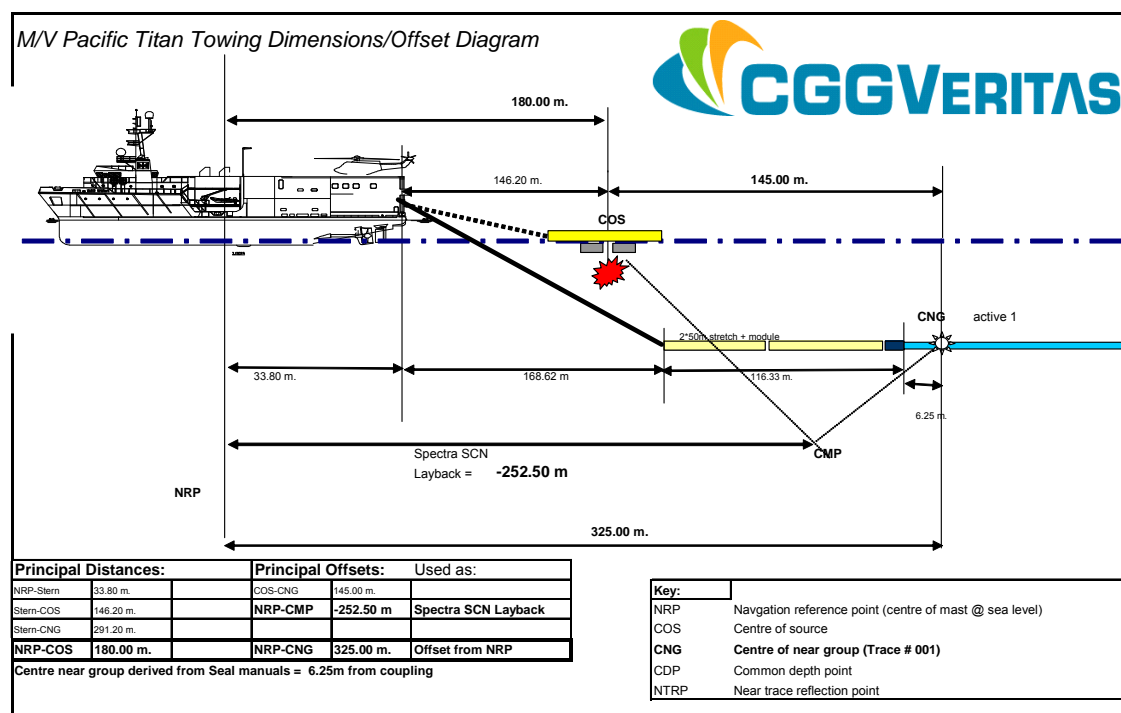 M/V Pacific Titan Towing Dimensions/Offset Diagram
CGGVERITAS
180.00 m.
146.20 m.
145.00 m.
COS
CNG active 1
2*50m stretch + module
33.80 m.
168.62 m
116.33 m.
6.25 m.
Spectra SCN
Layback = -252.50 m
CMP
NRP
325.00 m.
Principal Distances: Principal Offsets: Used as:
NRP-Stern 33.80 m. COS-CNG 145.00 m.
Stern-COS 146.20 m. NRP-CMP -252.50 m Spectra SCN Layback
Stern-CNG 291.20 m.
NRP-COS 180.00 m. NRP-CNG 325.00 m. Offset from NRP
Centre near group derived from Seal manuals = 6.25m from coupling
Key:
NRP Navgation reference point (centre of mast @ sea level)
COS Centre of source
CNG Centre of near group (Trace # 001)
CDP Common depth point
NTRP Near trace reflection point